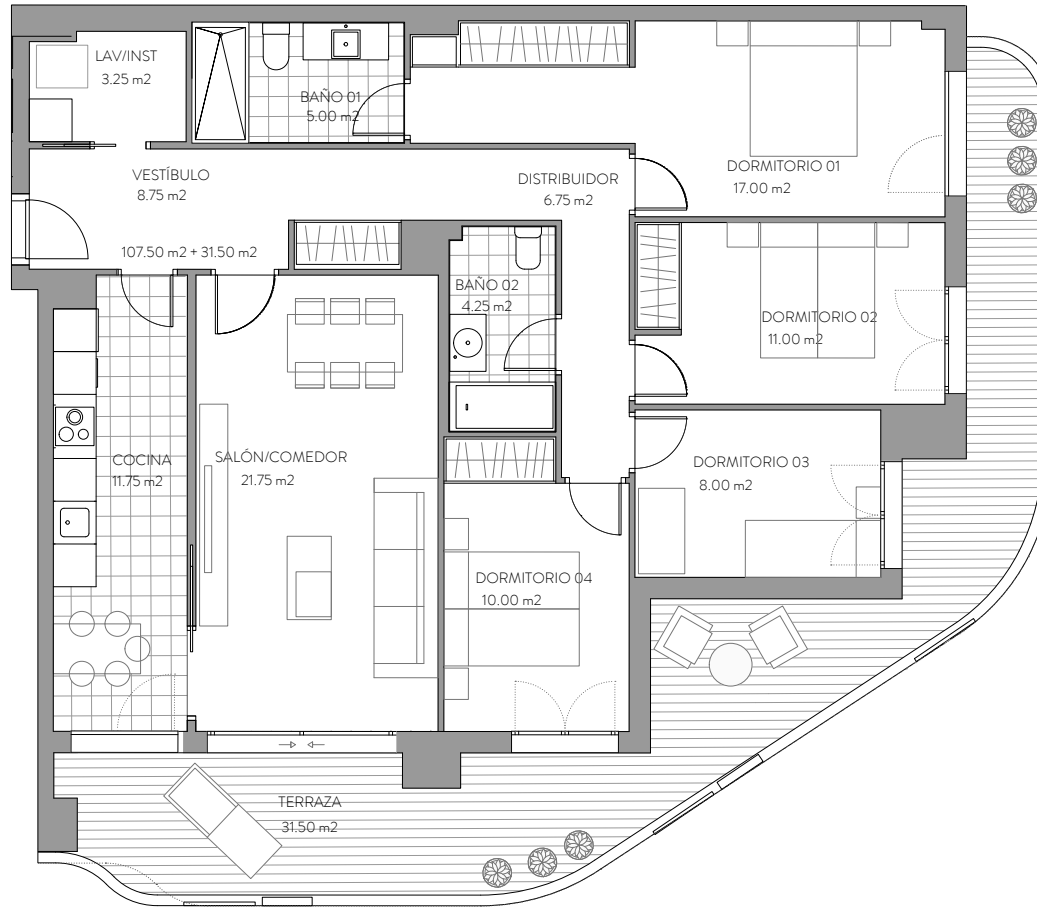 LAV/INST
3.25 m2
BAÑO 01
5.00 m2
VESTÍBULO
8.75 m2
DISTRIBUIDOR
6.75 m2
DORMITORIO 01
17.00 m2
107.50 m2 + 31.50 m2
BAÑO 02
4.25 m2
DORMITORIO 02
11.00 m2
COCINA
11.75 m2
SALÓN/COMEDOR
21.75 m2
DORMITORIO 03
8.00 m2
DORMITORIO 04
10.00 m2
TERRAZA
31.50 m2